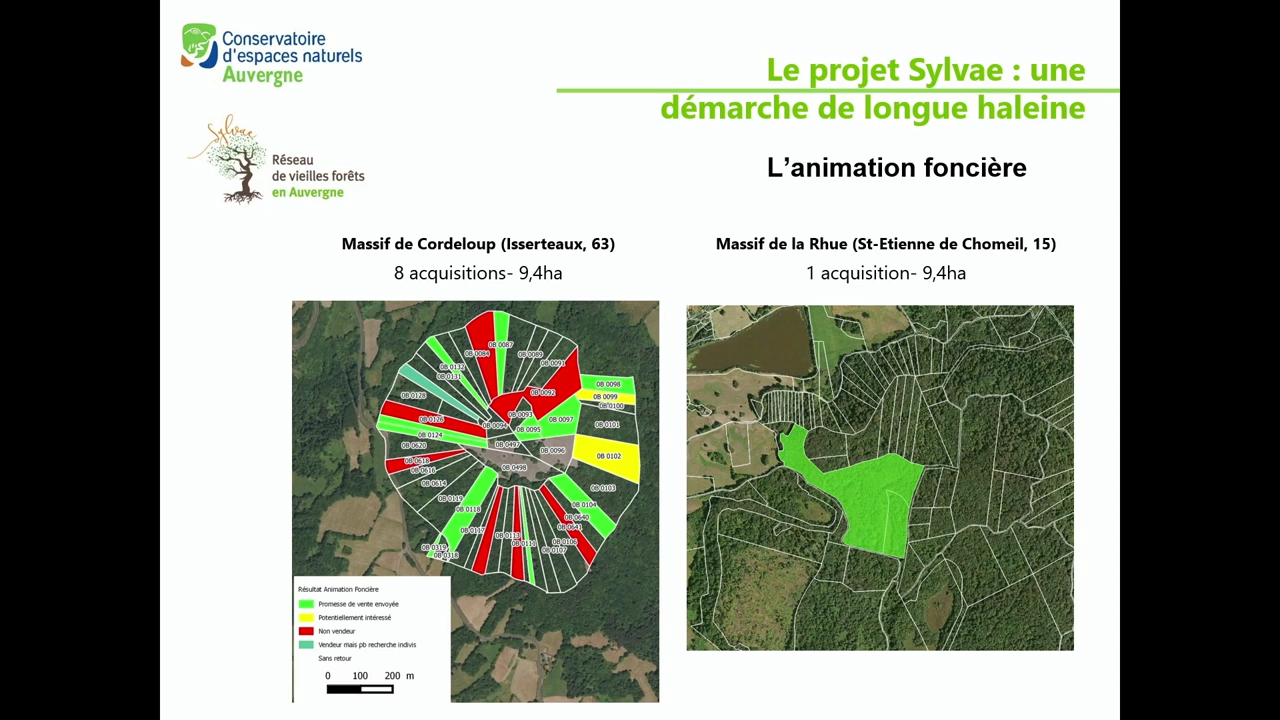 Conservatoire
d'espaces naturels
Auvergne
Le projet Sylvae : une
démarche de longue haleine
Sylvae
Réseau
de vieilles forêts
en Auvergne
L'animation foncière
Massif de Cordeloup (Isserteaux, 63)
8 acquisitions- 9,4ha
Massif de la Rhue (St-Etienne de Chomeil, 15)
1 acquisition- 9,4ha
0B 0087
0B 0084
0B 0089
0B 0091
0B 0132
0B 0131
0B 0098
0B 0099
0B 0100
0B 0128
0B 0092
0B 0093
0B 0126
0B 0097
0B 0101
0B 0094
0B 0095
0B 0124
0B 0620
0B 0497
0B 0096
0B 0102
0B 0618
0B 0616
0B 0498
0B 0614
0B 0103
0B 0119
0B 0104
0B 0118
0B 0640
0B 0641
0B 0117
0B 0113
0B 0111
0B 0106
0B 0107
0B 0319
0B 0318
Résultat Animation Foncière
Promesse de vente envoyée
Potentiellement intéressé
Non vendeur
Vendeur mais pb recherche indivis
Sans retour
0 100 200 m